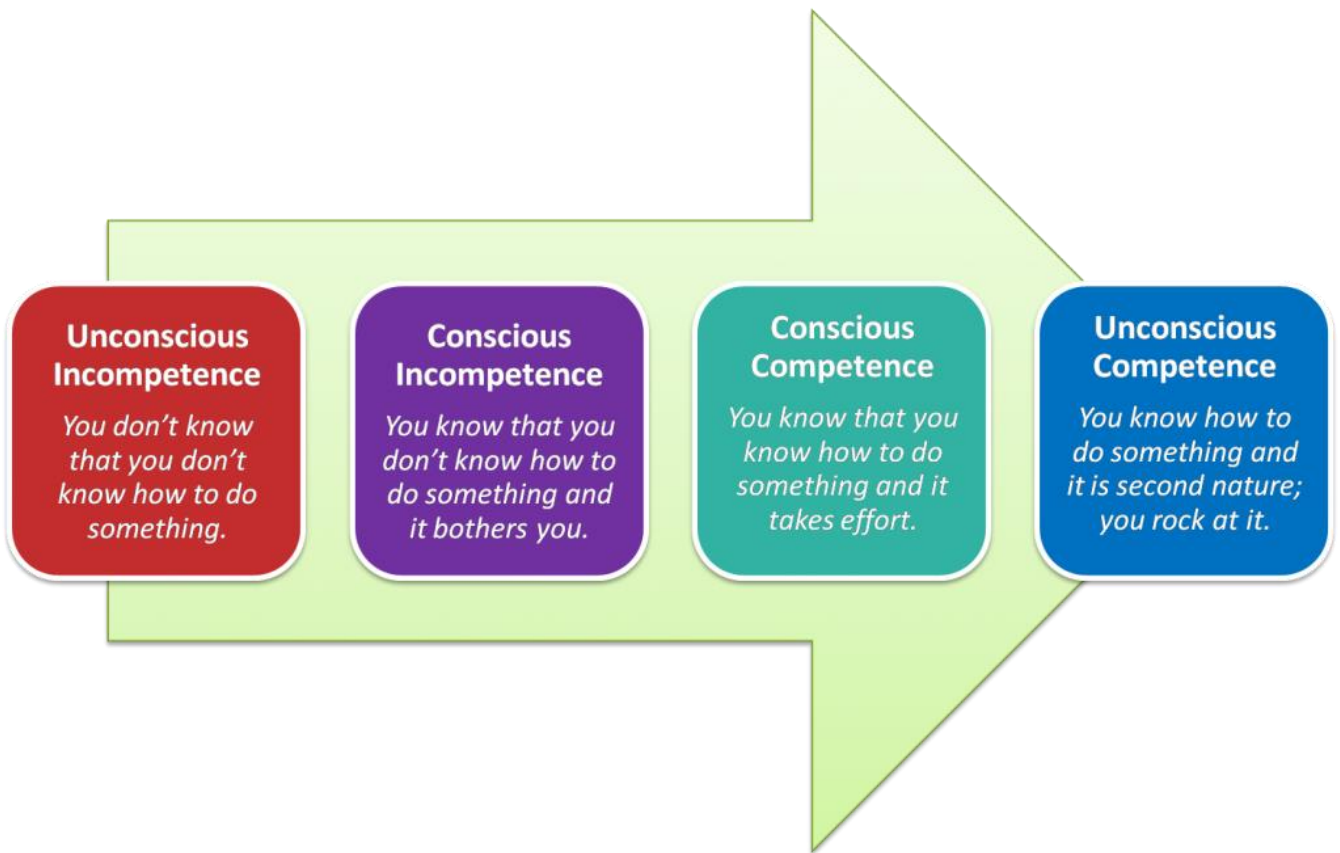 Unconscious
Incompetence
You don't know
that you don't
know how to do
something.
Conscious
Incompetence
You know that you
don't know how to
do something and
it bothers you.
Conscious
Competence
You know that you
know how to do
something and it
takes effort.
Unconscious
Competence
You know how to
do something and
it is second nature;
you rock at it.